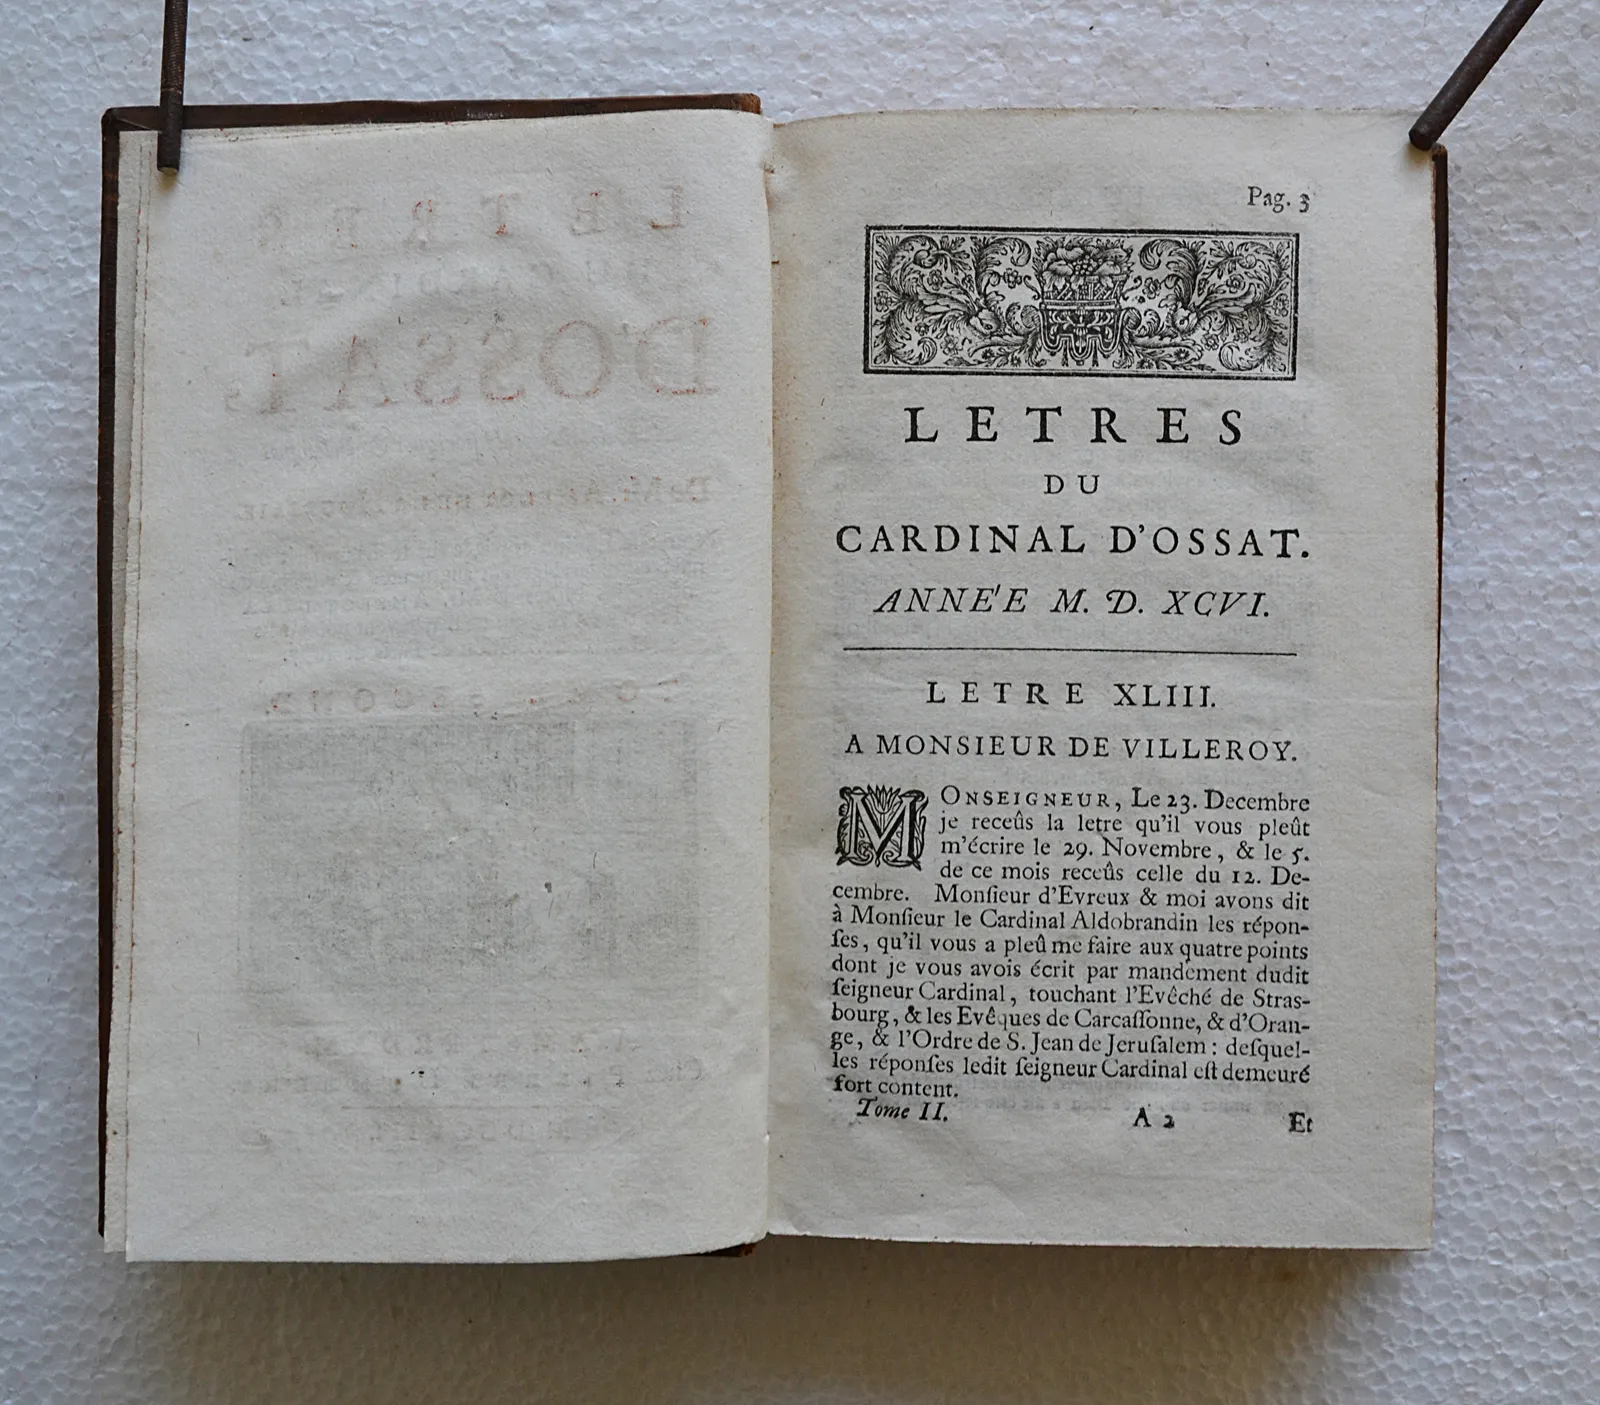 Pag. 3
LETRES
DU
CARDINAL D'OSSAT.
ANNE'E M. D. XCVI.
LETRE XLIII.
A MONSIEUR DE VILLEROY.
MONSEIGNEUR, Le 23. Decembre
je receûs la letre qu'il vous pleût
m'écrire le 29. Novembre, & le 5.
de ce mois receûs celle du 12. De-
cembre. Monſieur d'Evreux & moi avons dit
à Monſieur le Cardinal Aldobrandin les répon-
ſes, qu'il vous a pleû me faire aux quatre points
dont je vous avois écrit par mandement dudit
ſeigneur Cardinal, touchant l'Evêché de Stras-
bourg, & les Evêques de Carcaſſonne, & d'Oran-
ge, & l'Ordre de S. Jean de Jeruſalem : deſquel-
les réponſes ledit ſeigneur Cardinal eſt demeuré
fort content.
Tome II. A 2 Et
LETRES
DU CARDINAL
D'OSSAT,